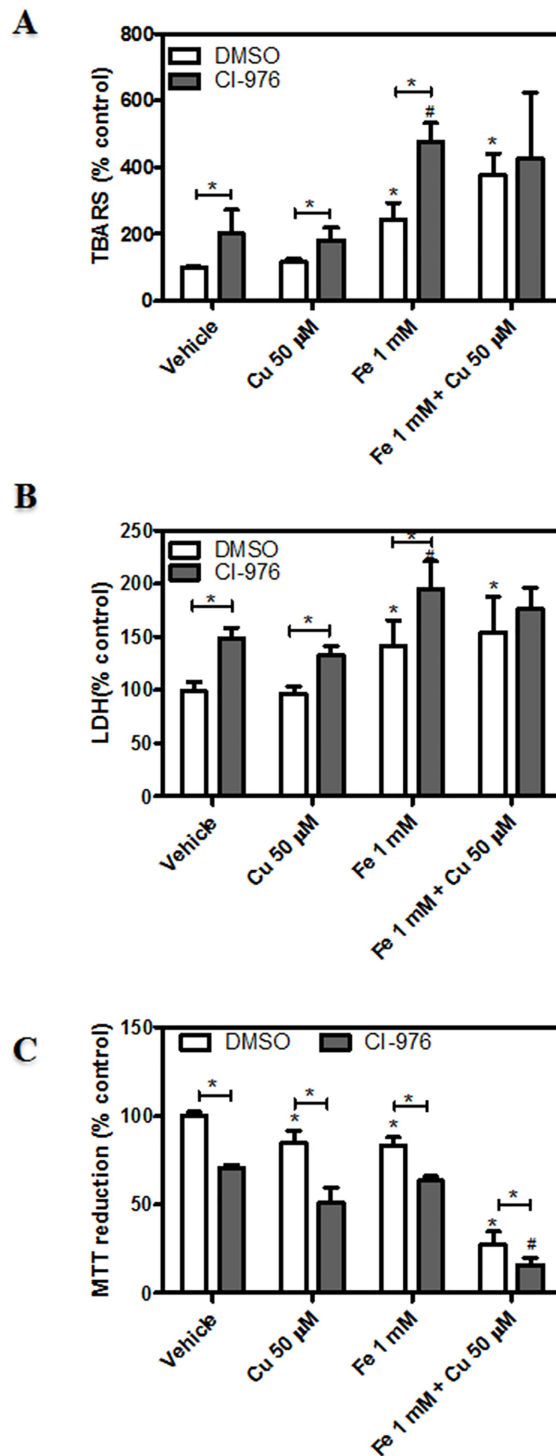 A
TBARS (% control)
800
600
400
200
0
DMSO
CI-976
*
*
*
*
#
*
Vehicle
Cu 50 µM
Fe 1 mM
Fe 1 mM + Cu 50 µM
B
LDH(% control)
250
200
150
100
50
0
DMSO
CI-976
*
*
*
*
#
*
Vehicle
Cu 50 µM
Fe 1 mM
Fe 1 mM + Cu 50 µM
C
MTT reduction (% control)
150
100
50
0
DMSO CI-976
*
*
*
*
*
*
*
#
Vehicle
Cu 50 µM
Fe 1 mM
Fe 1 mM + Cu 50 µM